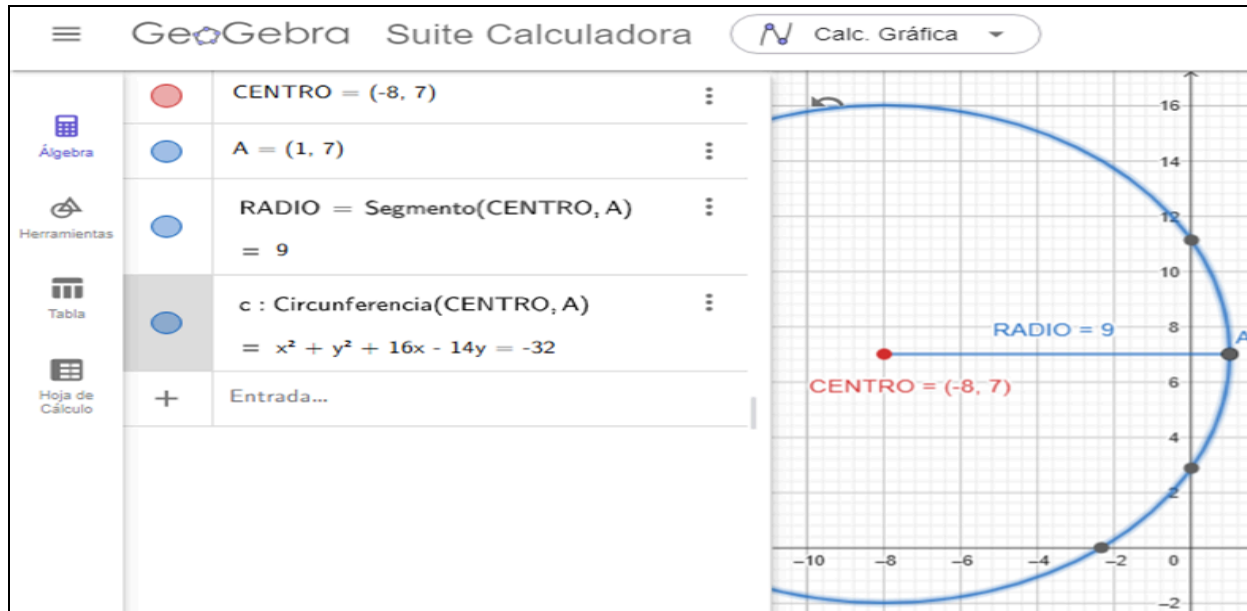 GeoGebra Suite Calculadora Calc. Gráfica
Álgebra
Herramientas
Tabla
Hoja de
Cálculo
CENTRO = (-8, 7)
A = (1, 7)
RADIO = Segmento(CENTRO, A)
= 9
c : Circunferencia(CENTRO, A)
= x² + y² + 16x - 14y = -32
+ Entrada...
16
14
12
10
8
6
4
2
RADIO = 9
A
CENTRO = (-8, 7)
−10 −8 −6 −4 −2 0
−2